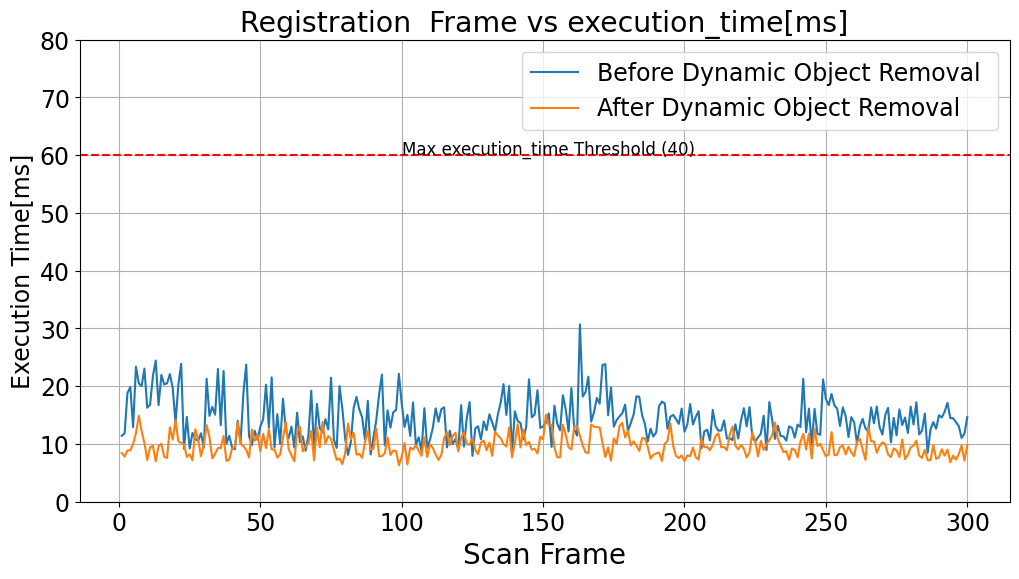 Registration  Frame vs execution_time[ms]
Before Dynamic Object Removal
After Dynamic Object Removal
Max execution_time Threshold (40)
Execution Time[ms]
80
70
60
50
40
30
20
10
0
0 50 100 150 200 250 300
Scan Frame